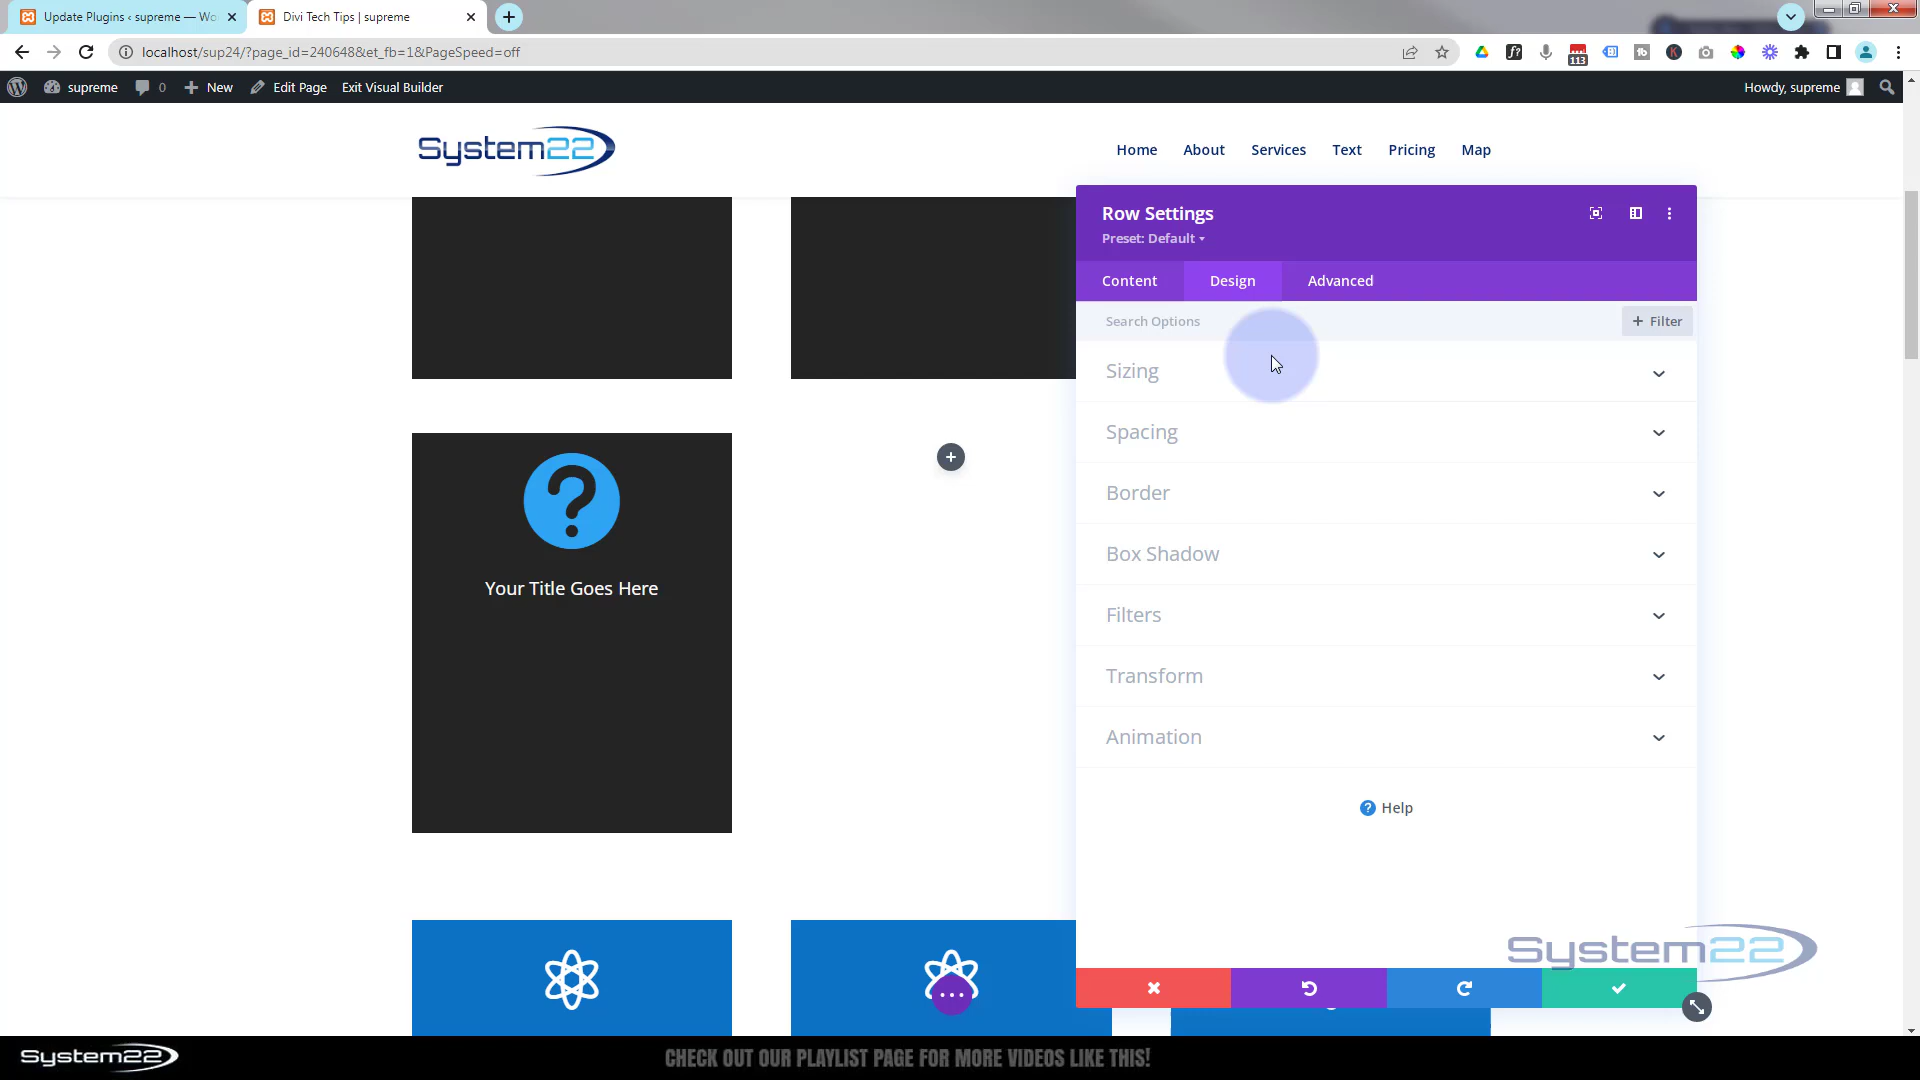 Update Plugins ‹ supreme — Wo
Divi Tech Tips | supreme
localhost/sup24/?page_id=240648&et_fb=1&PageSpeed=off
113
supreme
0
New
Edit Page
Exit Visual Builder
Howdy, supreme
System22
Home
About
Services
Text
Pricing
Map
Row Settings
Preset: Default
Content
Design
Advanced
Search Options
+ Filter
Sizing
Spacing
Border
Box Shadow
Filters
Transform
Animation
Help
Your Title Goes Here
System22
System22
CHECK OUT OUR PLAYLIST PAGE FOR MORE VIDEOS LIKE THIS!